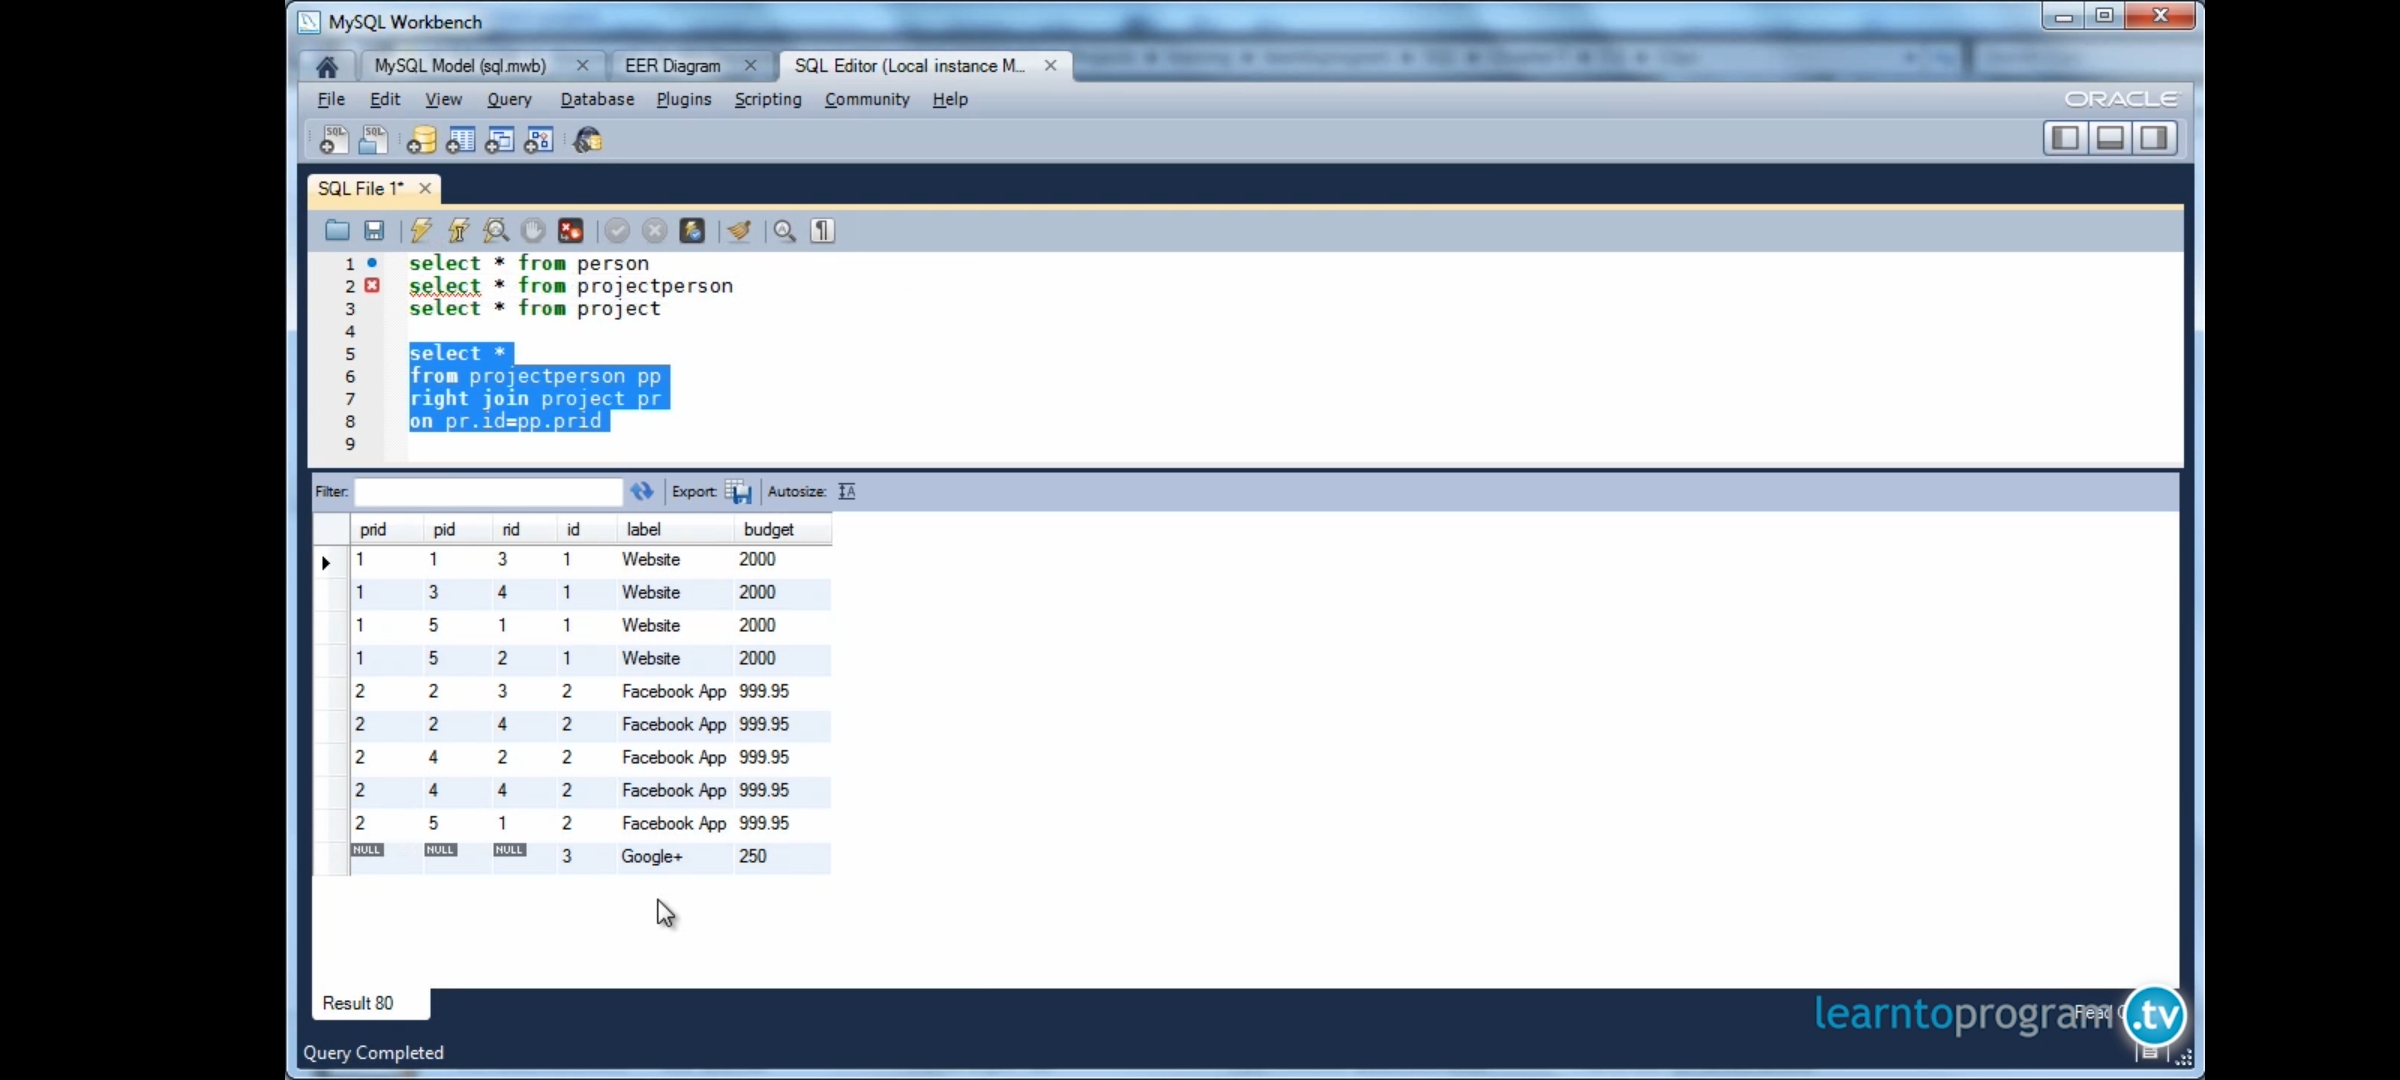 MySQL Workbench
MySQL Model (sql.mwb) EER Diagram SQL Editor (Local instance M...
File Edit View Query Database Plugins Scripting Community Help ORACLE
SQL SQL
SQL File 1*
1 select * from person
2 select * from projectperson
3 select * from project
4
5 select *
6 from projectperson pp
7 right join project pr
8 on pr.id=pp.prid
9
Filter: Export: Autosize:
prid pid rid id label budget
1 1 3 1 Website 2000
1 3 4 1 Website 2000
1 5 1 1 Website 2000
1 5 2 1 Website 2000
2 2 3 2 Facebook App 999.95
2 2 4 2 Facebook App 999.95
2 4 2 2 Facebook App 999.95
2 4 4 2 Facebook App 999.95
2 5 1 2 Facebook App 999.95
NULL NULL NULL 3 Google+ 250
Result 80
learntoprogram .tv
Query Completed